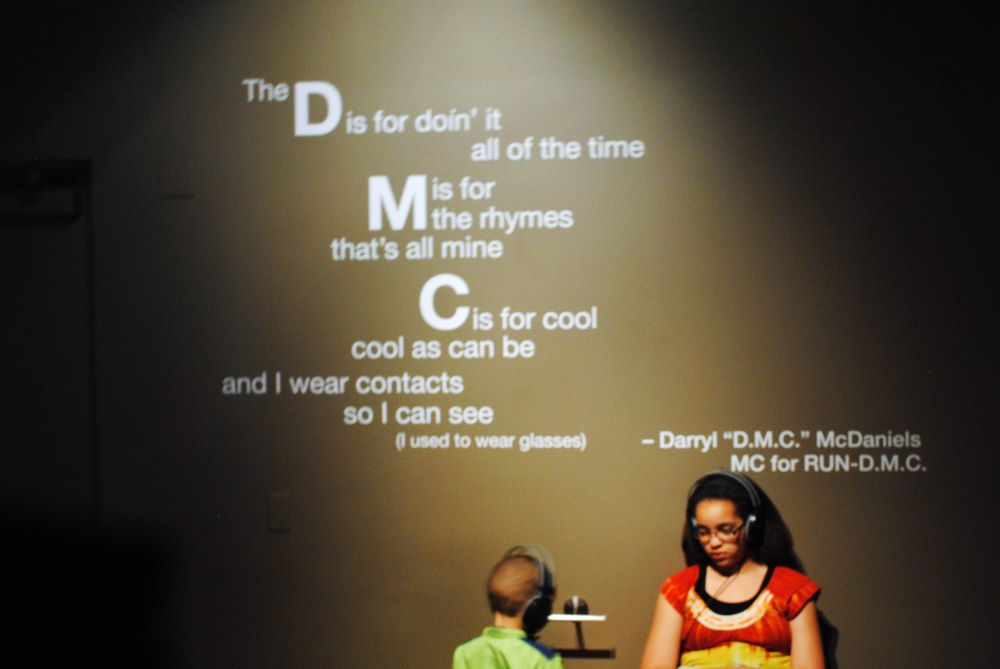 The D is for doin' it
all of the time
M is for
the rhymes
that's all mine
C is for cool
cool as can be
and I wear contacts
so I can see
(I used to wear glasses)
– Darryl “D.M.C.” McDaniels
MC for RUN-D.M.C.